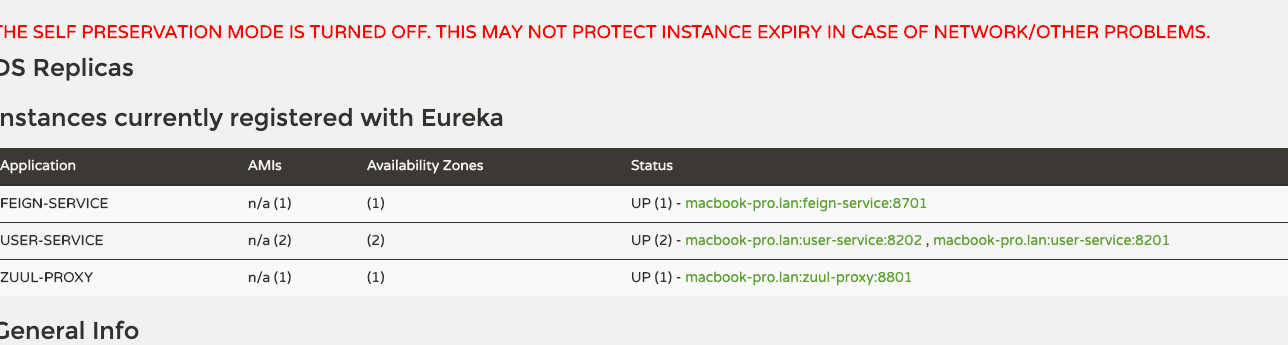 THE SELF PRESERVATION MODE IS TURNED OFF. THIS MAY NOT PROTECT INSTANCE EXPIRY IN CASE OF NETWORK/OTHER PROBLEMS.
DS Replicas
nstances currently registered with Eureka
Application AMIs Availability Zones Status
FEIGN-SERVICE n/a (1) (1) UP (1) - macbook-pro.lan:feign-service:8701
USER-SERVICE n/a (2) (2) UP (2) - macbook-pro.lan:user-service:8202 , macbook-pro.lan:user-service:8201
ZUUL-PROXY n/a (1) (1) UP (1) - macbook-pro.lan:zuul-proxy:8801
General Info